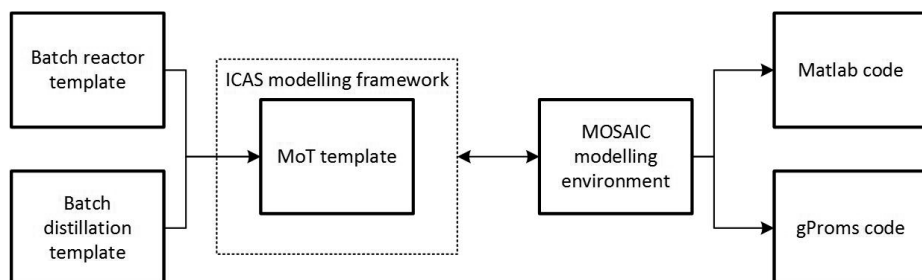 Batch reactor
template
Batch
distillation
template
ICAS modelling framework
MoT template
MOSAIC
modelling
environment
Matlab code
gProms code